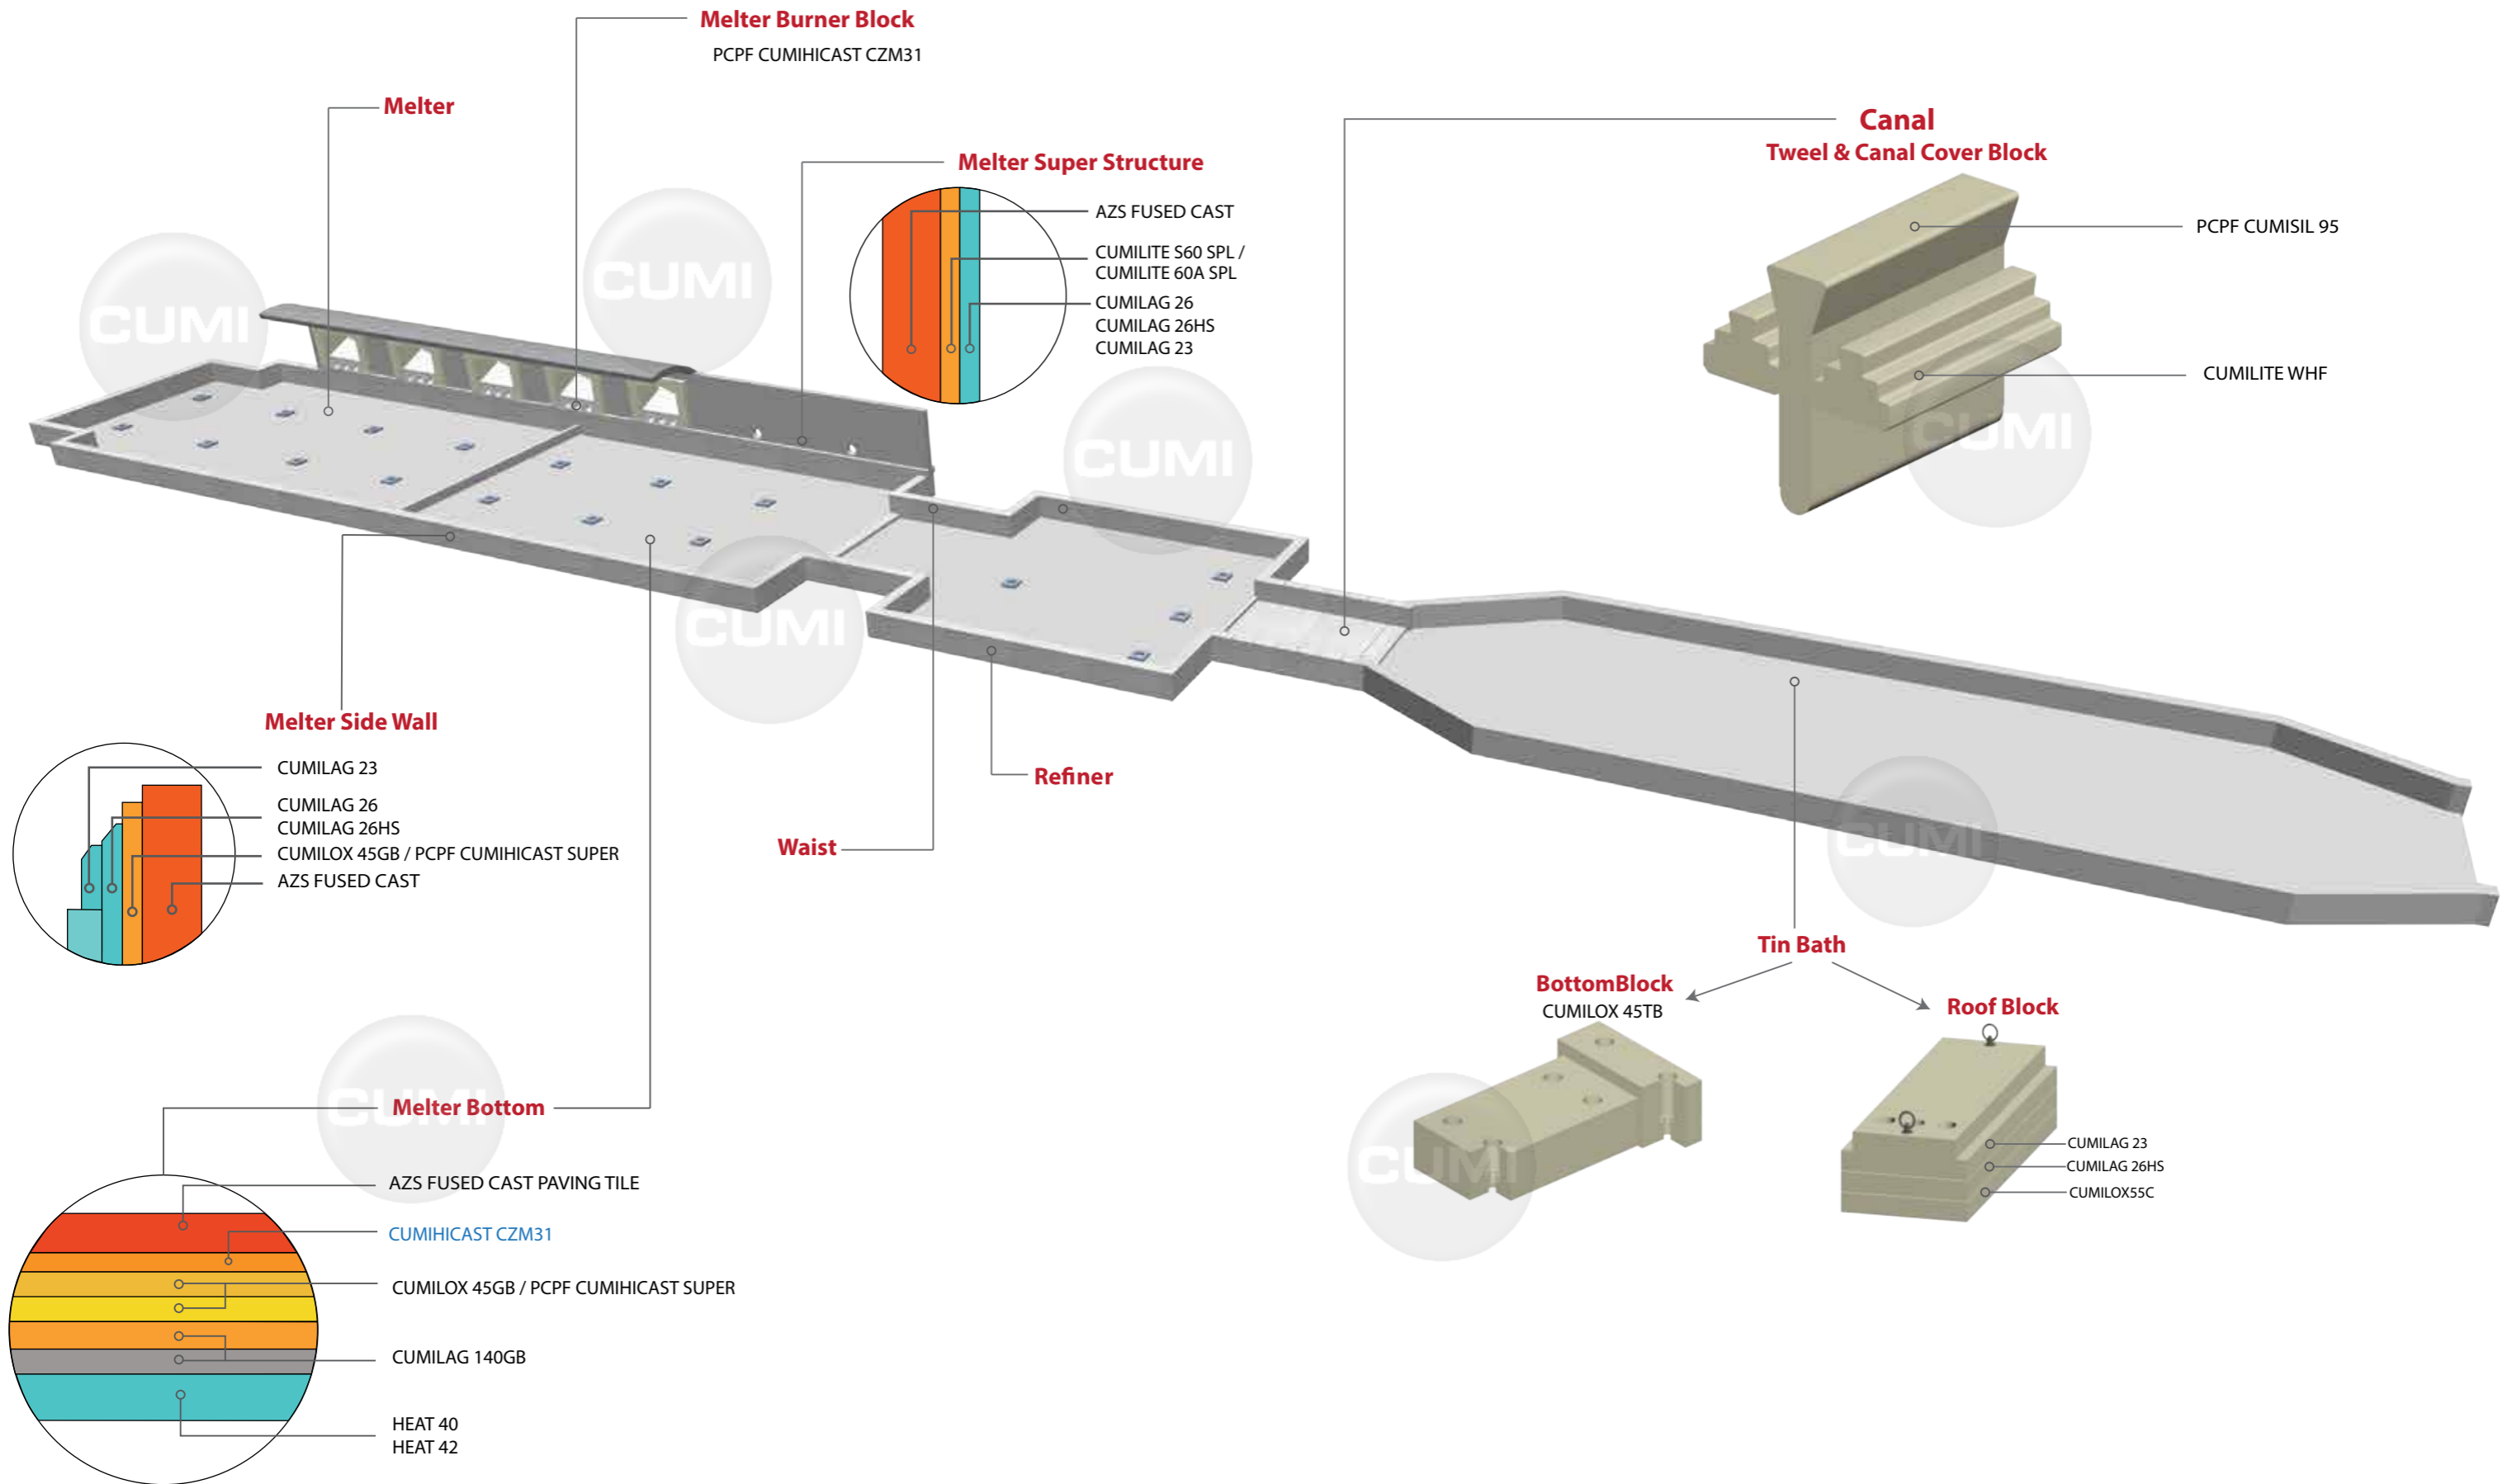 Melter Burner Block
PCPF CUMIHICAST CZM31
Melter
Melter Super Structure
AZS FUSED CAST
CUMILITE S60 SPL /
CUMILITE 60A SPL
CUMILAG 26
CUMILAG 26HS
CUMILAG 23
Canal
Tweel & Canal Cover Block
PCPF CUMISIL 95
CUMILITE WHF
CUMI
CUMI
CUMI
CUMI
CUMI
CUMI
CUMI
CUMI
Melter Side Wall
CUMILAG 23
CUMILAG 26
CUMILAG 26HS
CUMILOX 45GB / PCPF CUMIHICAST SUPER
AZS FUSED CAST
Refiner
Waist
Tin Bath
BottomBlock
CUMILOX 45TB
Roof Block
CUMILAG 23
CUMILAG 26HS
CUMILOX55C
Melter Bottom
AZS FUSED CAST PAVING TILE
CUMIHICAST CZM31
CUMILOX 45GB / PCPF CUMIHICAST SUPER
CUMILAG 140GB
HEAT 40
HEAT 42